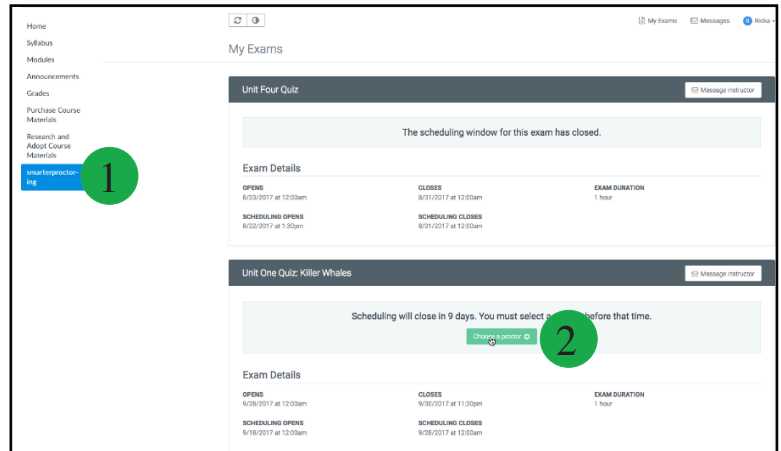 Home
Syllabus
Modules
Announcements
Grades
Purchase Course
Materials
Research and
Adopt Course
Materials
smarterproctor-
ing
1
My Exams
Messages
Ricka
My Exams
Unit Four Quiz
Message instructor
The scheduling window for this exam has closed.
Exam Details
OPENS
8/23/2017 at 12:00am
CLOSES
8/31/2017 at 12:00am
EXAM DURATION
1 hour
SCHEDULING OPENS
8/22/2017 at 1:30pm
SCHEDULING CLOSES
8/31/2017 at 12:00am
Unit One Quiz: Killer Whales
Message instructor
Scheduling will close in 9 days. You must select a before that time.
Choose a proctor
2
Exam Details
OPENS
9/28/2017 at 12:00am
CLOSES
9/30/2017 at 11:30pm
EXAM DURATION
1 hour
SCHEDULING OPENS
9/18/2017 at 12:00am
SCHEDULING CLOSES
9/28/2017 at 12:00am